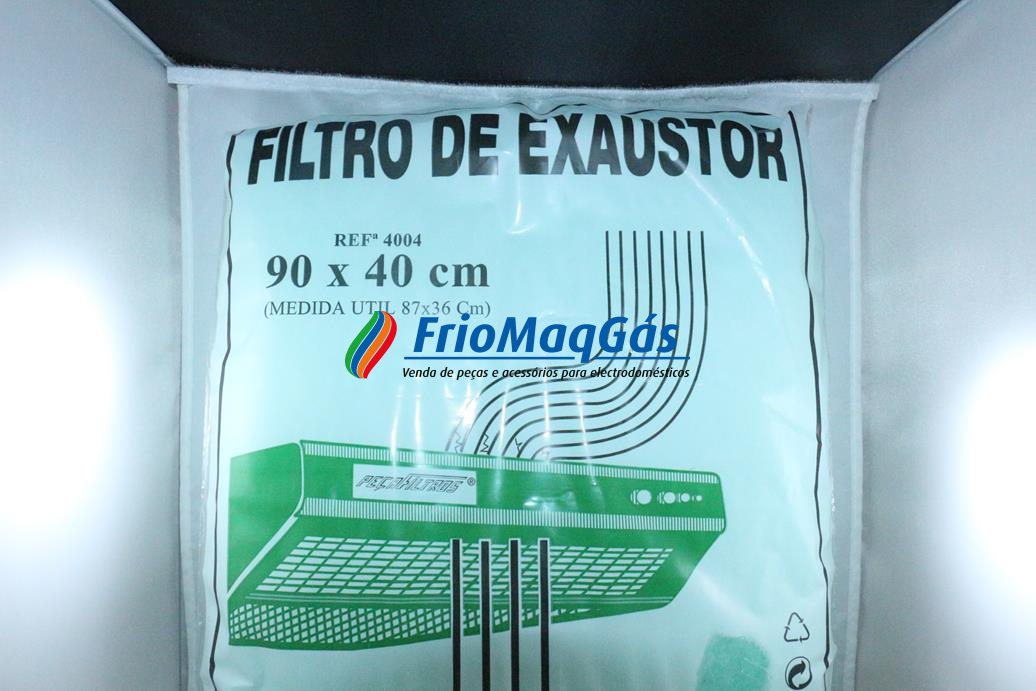 FILTRO DE EXAUSTOR
REFª 4004
90 x 40 cm
(MEDIDA UTIL 87x36 Cm)
FrioMaqGás
Venda de peças e acessórios para electrodomésticos
PEÇAFILTROS®